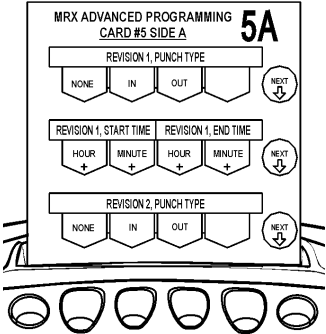 MRX ADVANCED PROGRAMMING
CARD #5 SIDE A
5A
REVISION 1, PUNCH TYPE
NONE IN OUT NEXT
REVISION 1, START TIME REVISION 1, END TIME
HOUR MINUTE HOUR MINUTE NEXT
+ + + +
REVISION 2, PUNCH TYPE
NONE IN OUT NEXT